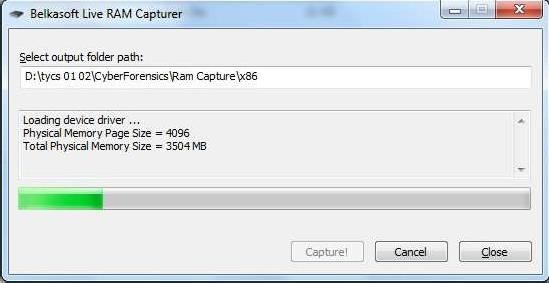 Belkasoft Live RAM Capturer
Select output folder path:
D:\tycs 01 02\CyberForensics\Ram Capture\x86
Loading device driver ...
Physical Memory Page Size = 4096
Total Physical Memory Size = 3504 MB
Capture! Cancel Close